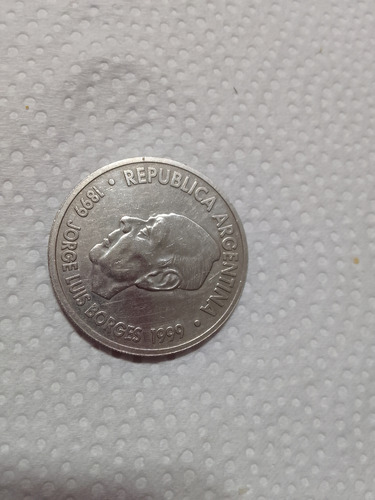 · REPUBLICA ARGENTINA ·
1899 JORGE LUIS BORGES 1999